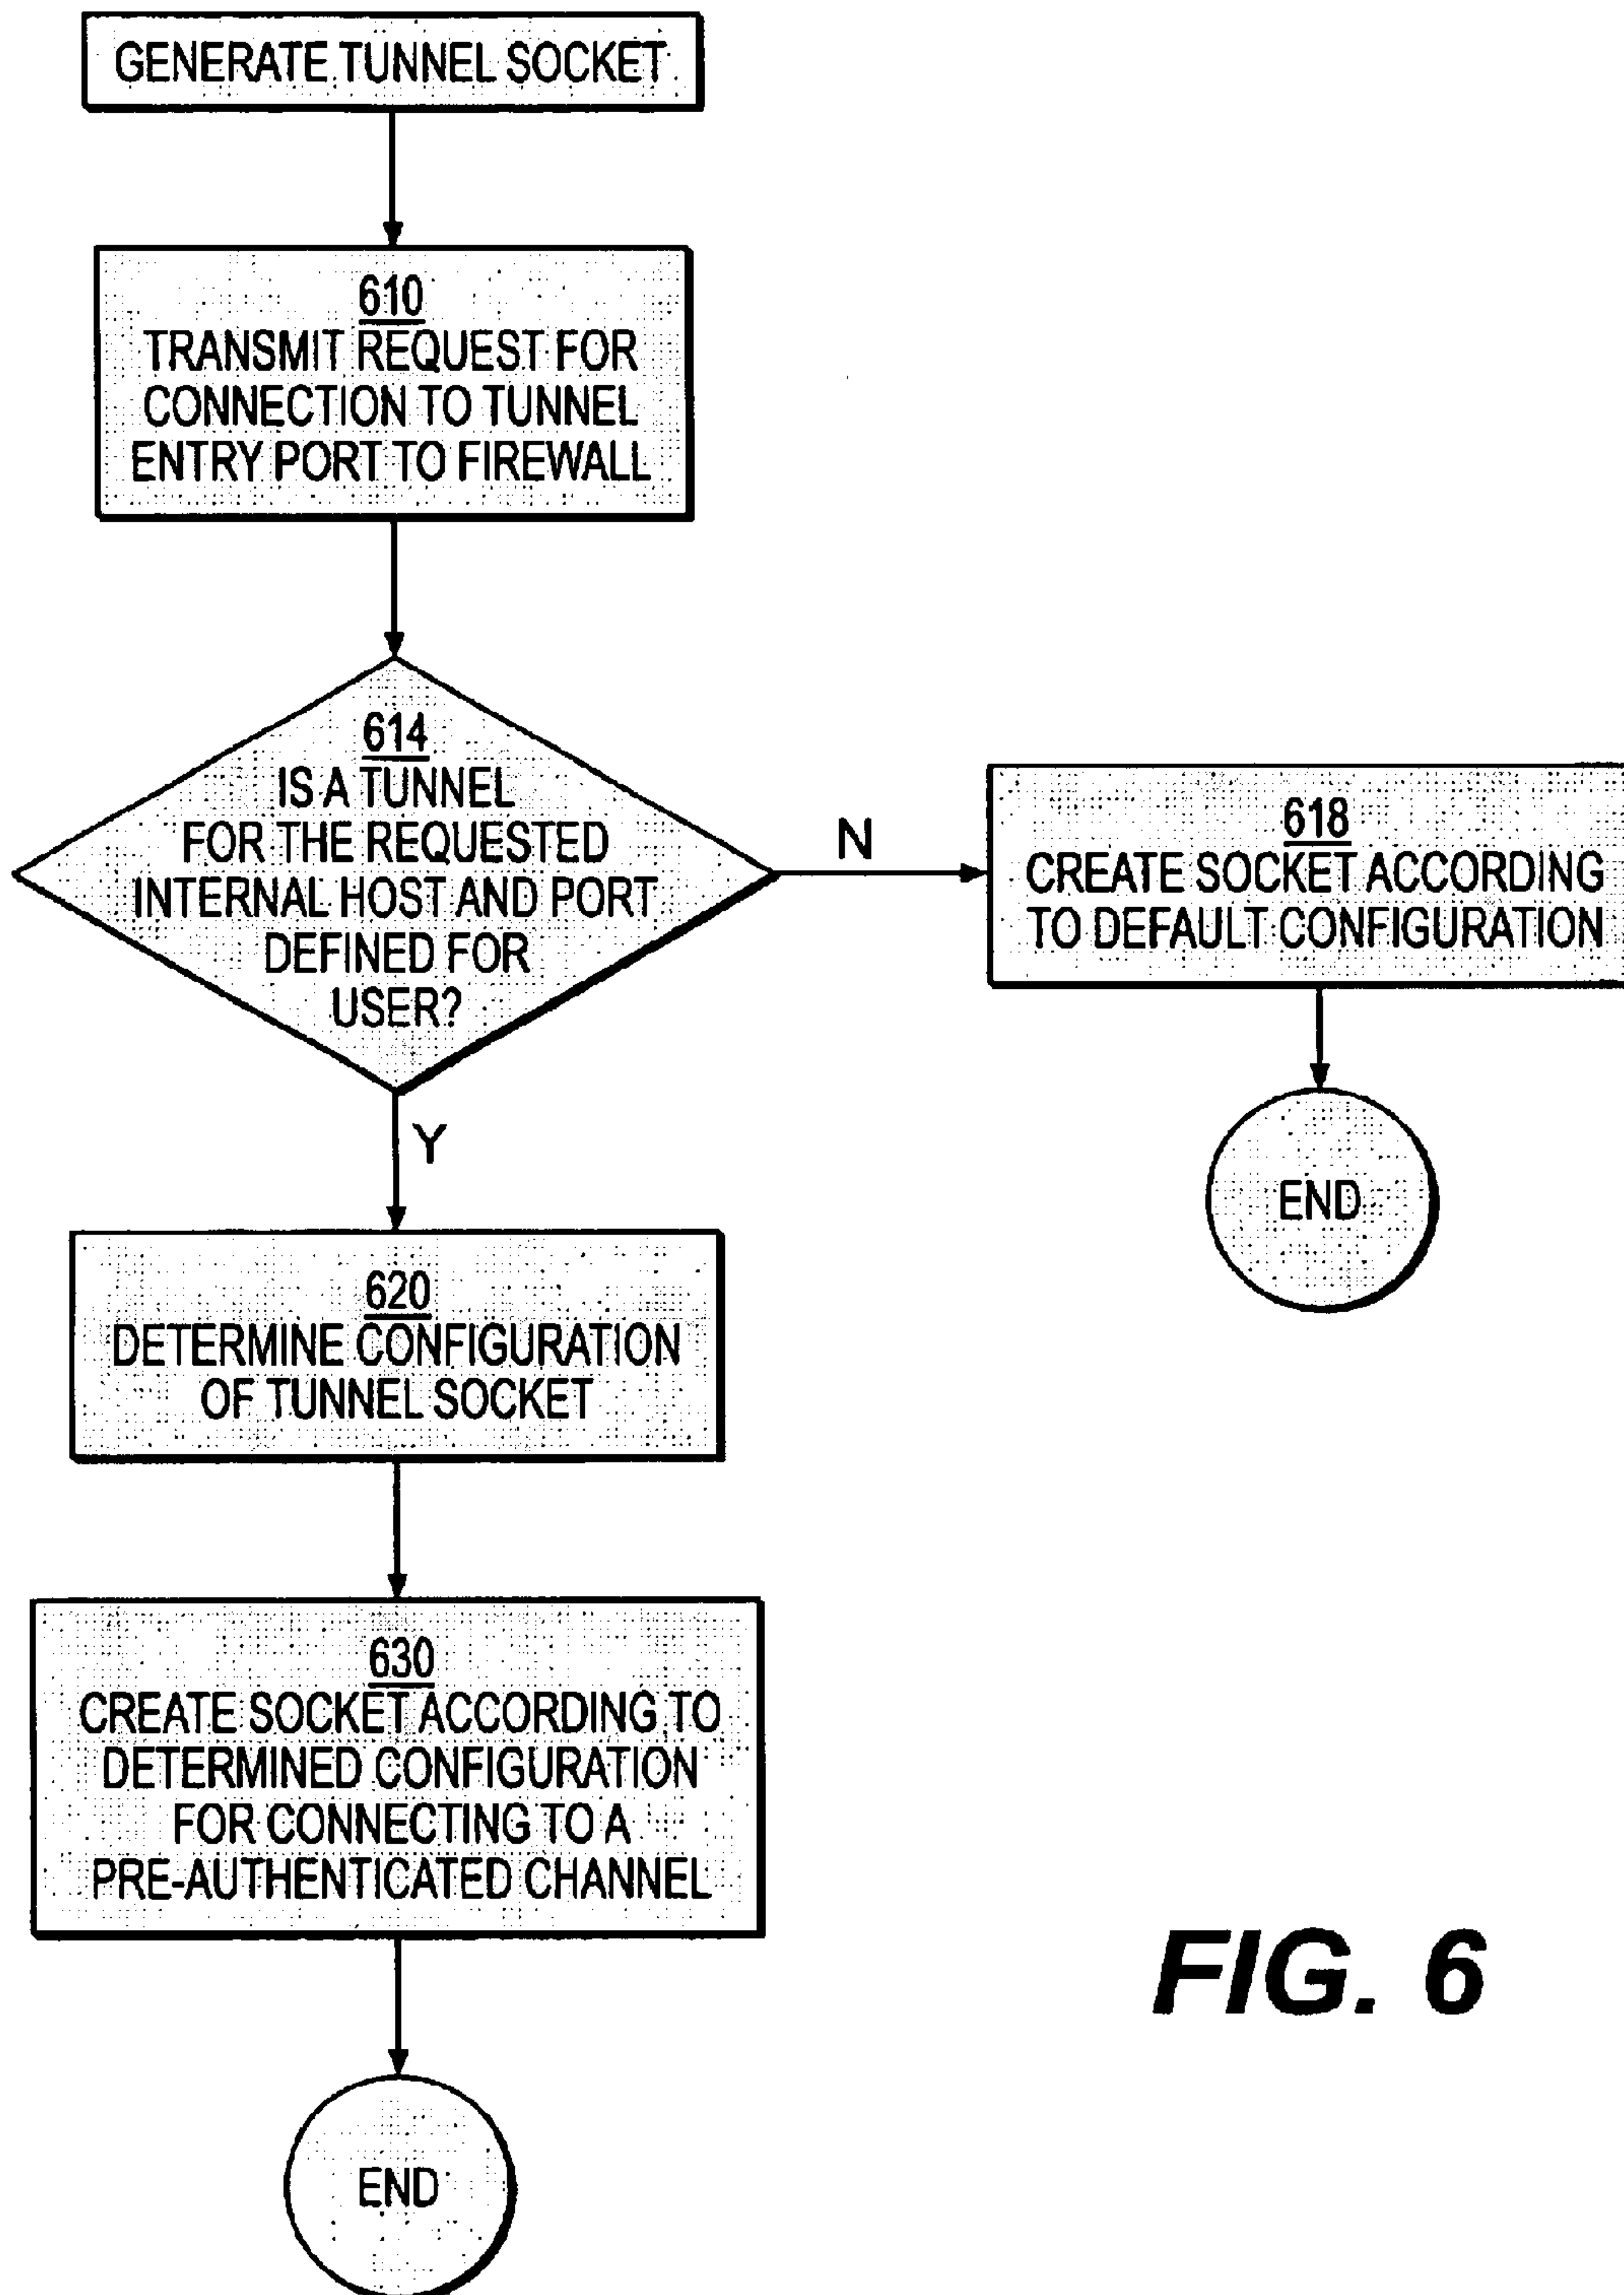 GENERATE TUNNEL SOCKET
610
TRANSMIT REQUEST FOR
CONNECTION TO TUNNEL
ENTRY PORT TO FIREWALL
614
IS A TUNNEL
FOR THE REQUESTED
INTERNAL HOST AND PORT
DEFINED FOR
USER?
N
618
CREATE SOCKET ACCORDING
TO DEFAULT CONFIGURATION
END
Y
620
DETERMINE CONFIGURATION
OF TUNNEL SOCKET
630
CREATE SOCKET ACCORDING TO
DETERMINED CONFIGURATION
FOR CONNECTING TO A
PRE-AUTHENTICATED CHANNEL
END
FIG. 6